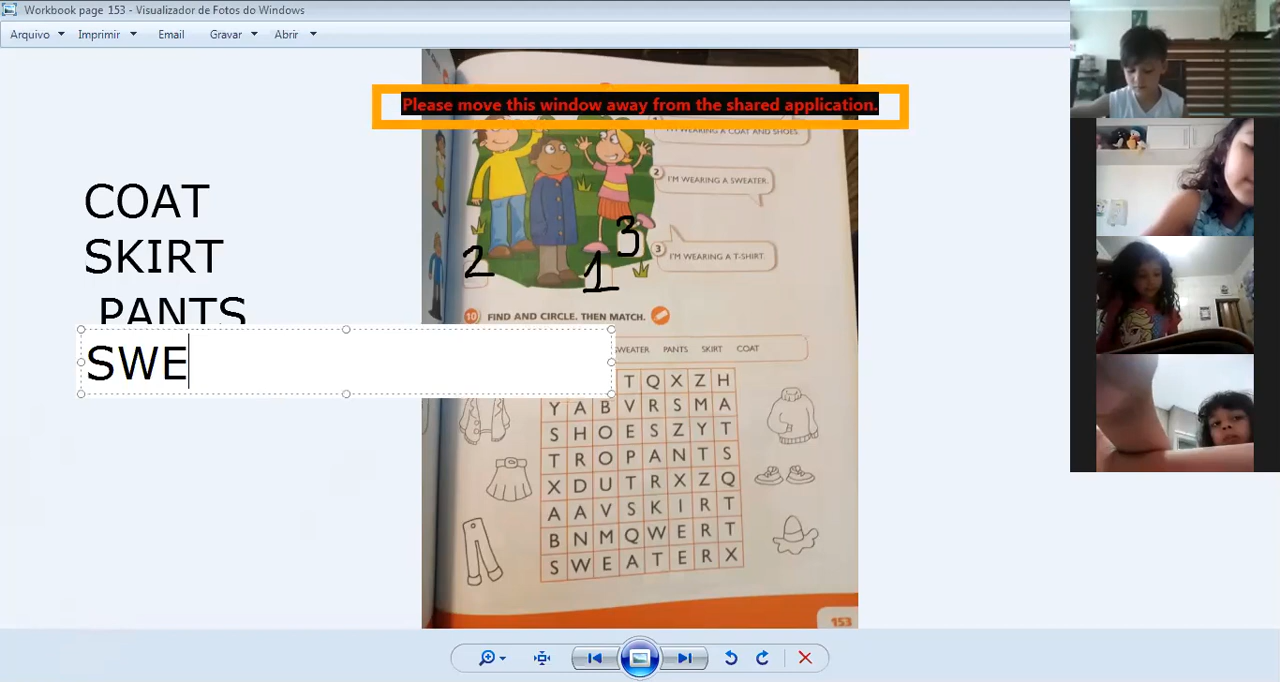 Workbook page 153 - Visualizador de Fotos do Windows
Arquivo Imprimir Email Gravar Abrir
Please move this window away from the shared application.
1 I'M WEARING A COAT AND SHOES.
2 I'M WEARING A SWEATER.
3 I'M WEARING A T-SHIRT.
2 1 3
COAT
SKIRT
PANTS
SWE
10 FIND AND CIRCLE. THEN MATCH.
SWEATER PANTS SKIRT COAT
T Q X Z H
Y A B V R S M A
S H O E S Z Y T
T R O P A N T S
X D U T R X Z Q
A A V S K I R T
B N M Q W E R T
S W E A T E R X
153